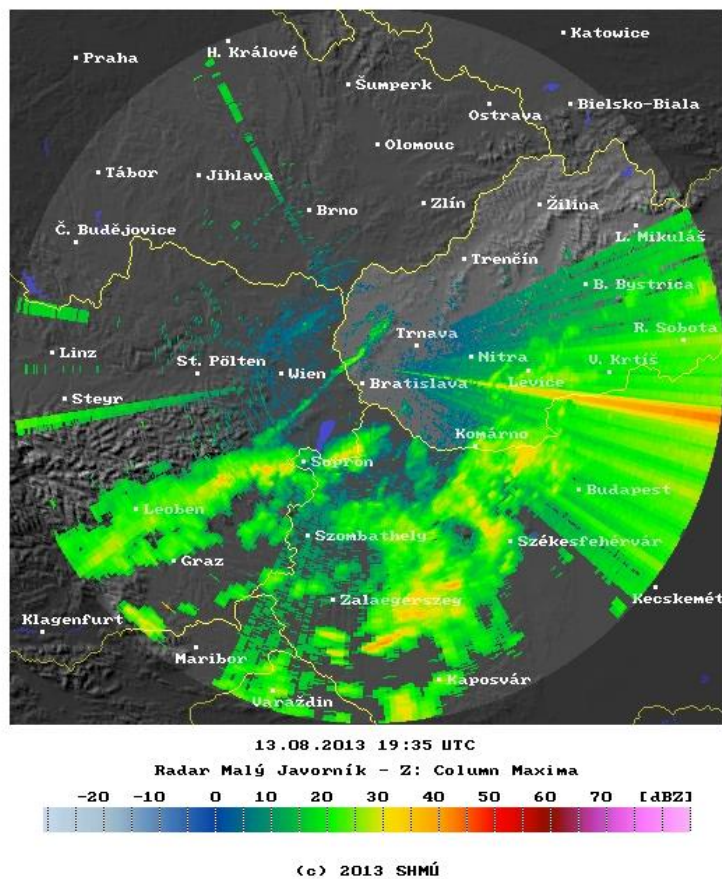 Katowice
H. Králové
Praha
Šumperk
Ostrava
Bielsko-Biala
Olomouc
Tábor
Jihlava
Zlín
Žilina
Brno
L. Mikuláš
Č. Budějovice
Trenčín
B. Bystrica
R. Sobota
Trnava
Linz
St. Pölten
Nitra
V. Krtíš
Wien
Levice
Bratislava
Steyr
Komárno
Sopron
Budapest
Leoben
Szombathely
Székesfehérvár
Graz
Kecskemét
Zalaegerszeg
Klagenfurt
Maribor
Kaposvár
Varaždin
13.08.2013 19:35 UTC
Radar Malý Javorník - Z: Column Maxima
-20 -10 0 10 20 30 40 50 60 70 [dBZ]
(c) 2013 SHMÚ